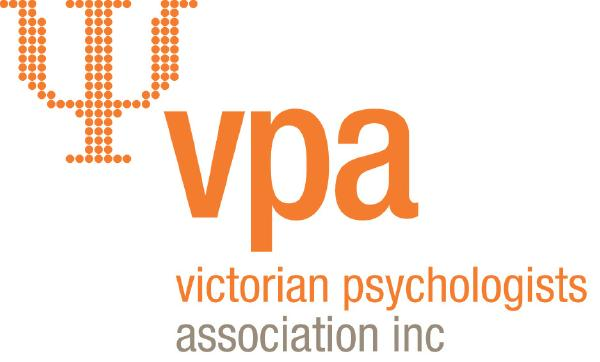 Ψ
vpa
victorian psychologists
association inc